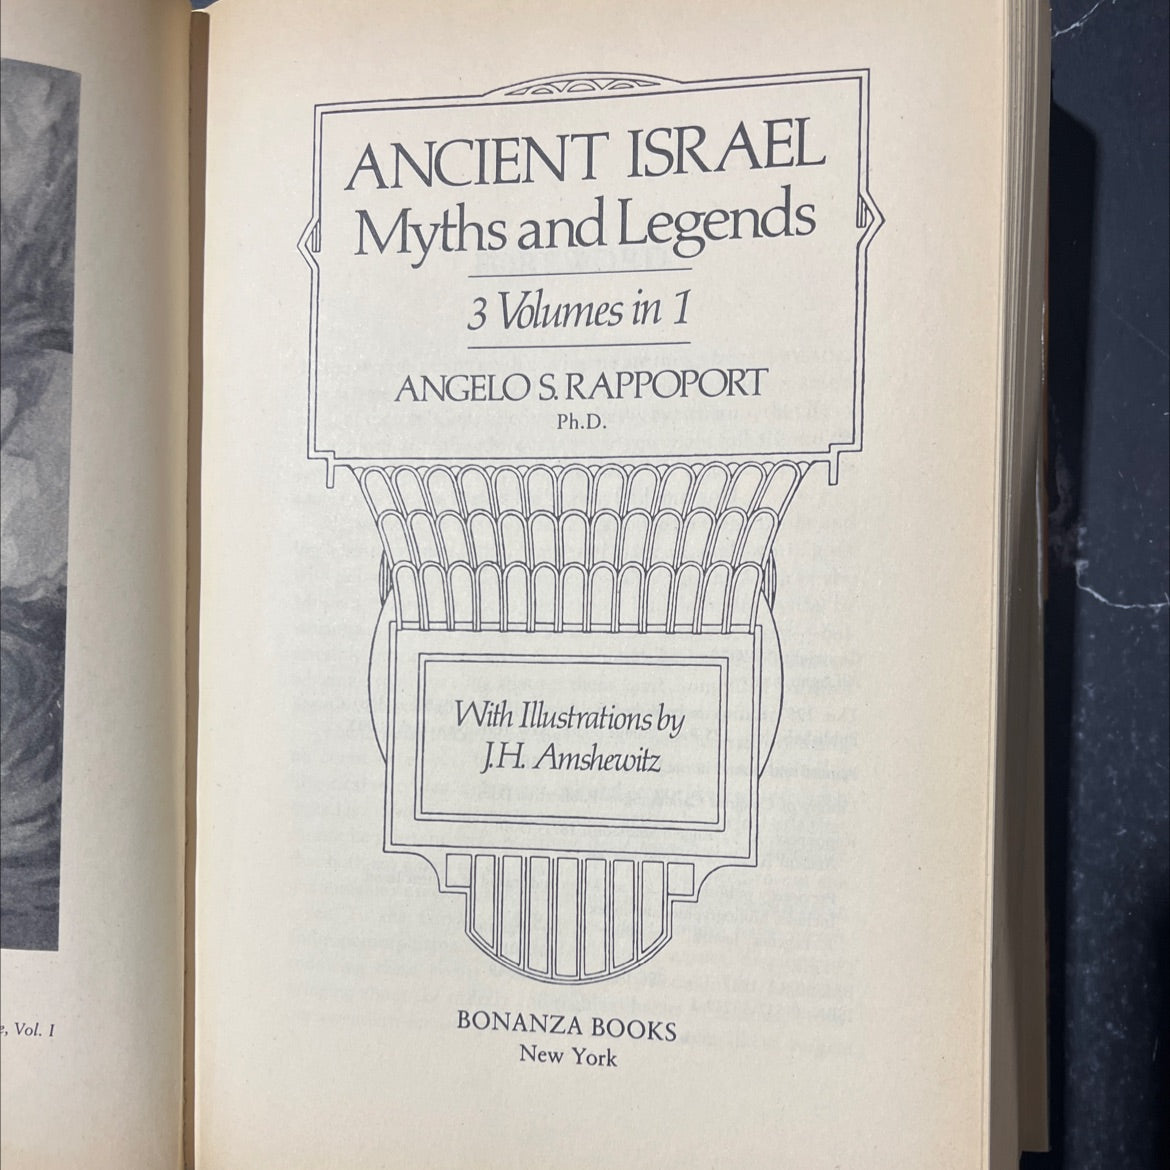 ANCIENT ISRAEL
Myths and Legends
3 Volumes in 1
ANGELO S. RAPPOPORT
Ph.D.
With Illustrations by
J.H. Amshewitz
BONANZA BOOKS
New York
Vol. I